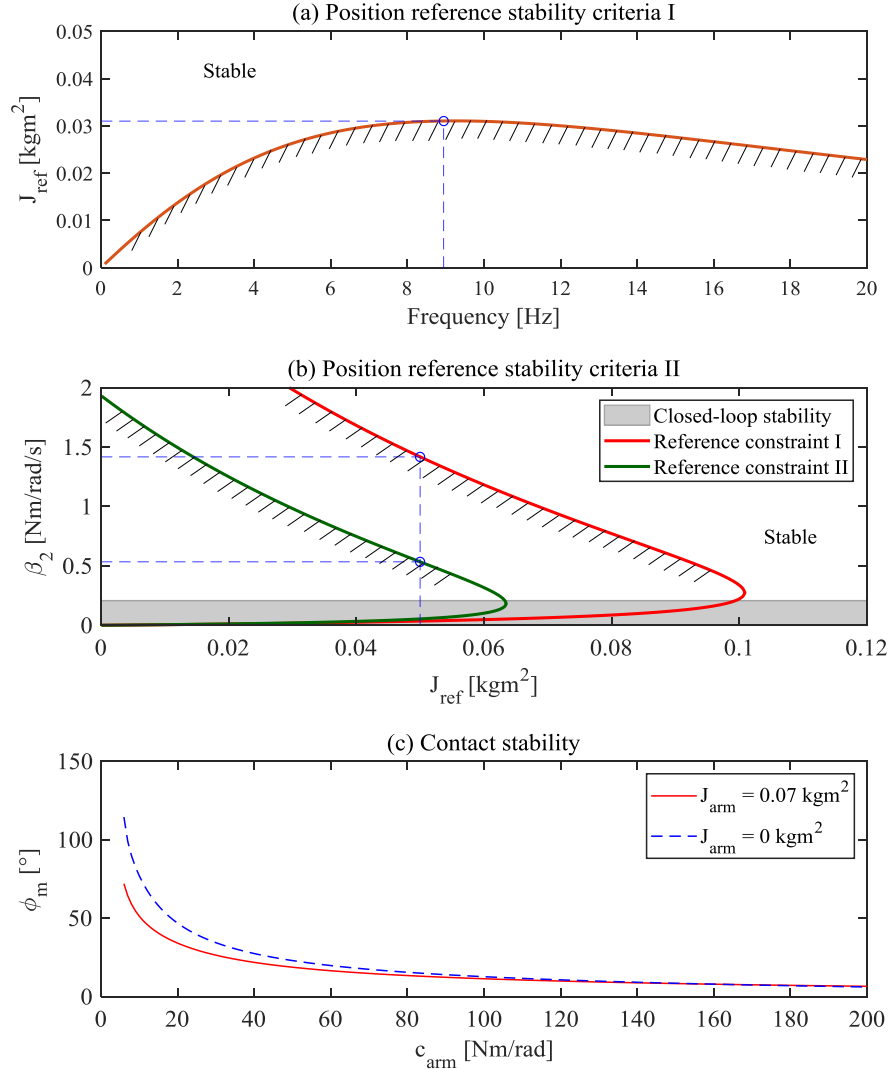 (a) Position reference stability criteria I
0.05
0.04
0.03
0.02
0.01
0
J_ref [kgm^2]
Stable
0 2 4 6 8 10 12 14 16 18 20
Frequency [Hz]
(b) Position reference stability criteria II
2
1.5
1
0.5
0
β_2 [Nm/rad/s]
Closed-loop stability
Reference constraint I
Reference constraint II
Stable
0 0.02 0.04 0.06 0.08 0.1 0.12
J_ref [kgm^2]
(c) Contact stability
150
100
50
0
ϕ_m [°]
J_arm = 0.07 kgm^2
J_arm = 0 kgm^2
0 20 40 60 80 100 120 140 160 180 200
c_arm [Nm/rad]